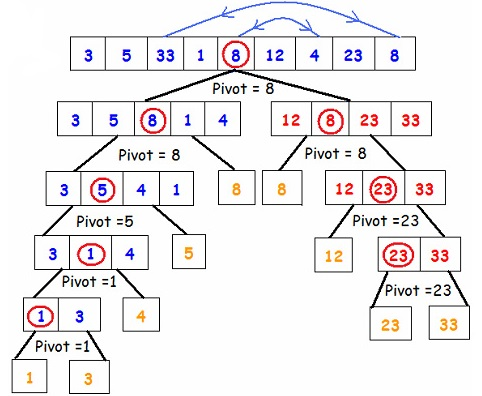 3 5 33 1 8 12 4 23 8
Pivot = 8
3 5 8 1 4 12 8 23 33
Pivot = 8 Pivot = 8
3 5 4 1 8 8 12 23 33
Pivot =5 Pivot =23
3 1 4 5 12 23 33
Pivot =1 Pivot =23
1 3 4 23 33
Pivot =1
1 3